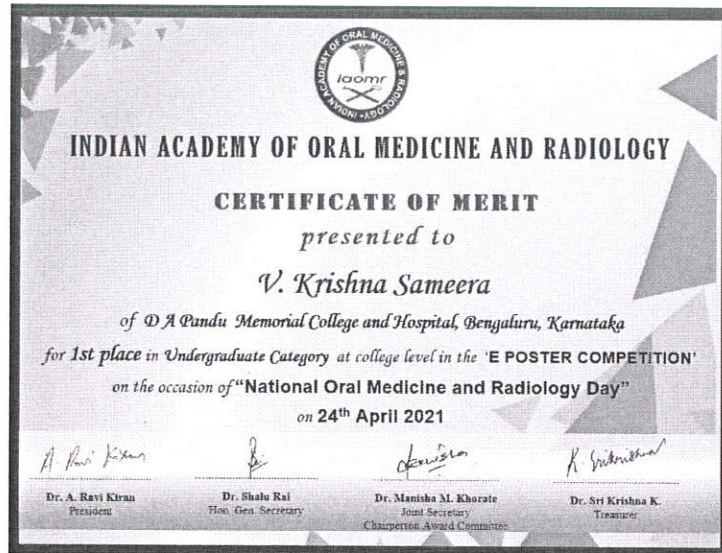 INDIAN ACADEMY OF ORAL MEDICINE & RADIOLOGY
iaomr
INDIAN ACADEMY OF ORAL MEDICINE AND RADIOLOGY
CERTIFICATE OF MERIT
presented to
V. Krishna Sameera
of D A Pandu Memorial College and Hospital, Bengaluru, Karnataka
for 1st place in Undergraduate Category at college level in the 'E POSTER COMPETITION'
on the occasion of "National Oral Medicine and Radiology Day"
on 24th April 2021
Dr. A. Ravi Kiran
President
Dr. Shalu Rai
Hon. Gen. Secretary
Dr. Manisha M. Khorate
Joint Secretary
Chairperson Award Committee
Dr. Sri Krishna K.
Treasurer